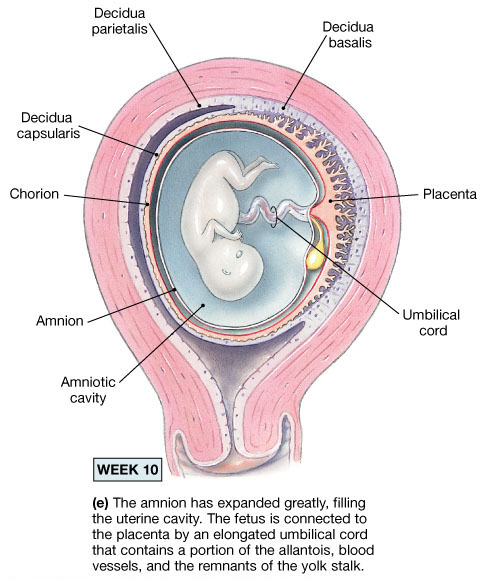 Decidua
parietalis
Decidua
basalis
Decidua
capsularis
Chorion
Placenta
Amnion
Umbilical
cord
Amniotic
cavity
WEEK 10
(e) The amnion has expanded greatly, filling
the uterine cavity. The fetus is connected to
the placenta by an elongated umbilical cord
that contains a portion of the allantois, blood
vessels, and the remnants of the yolk stalk.